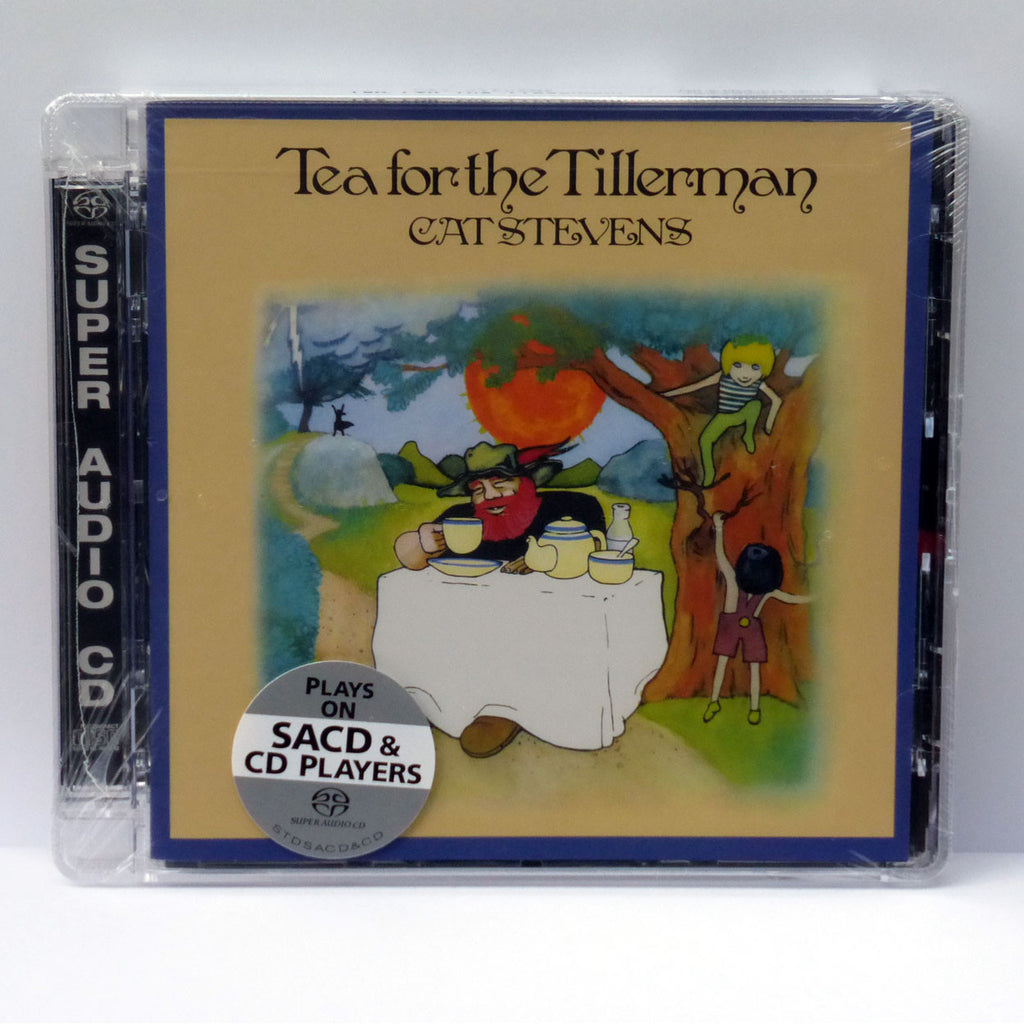 Tea for the Tillerman
CAT STEVENS
SUPER AUDIO CD
PLAYS
ON
SACD &
CD PLAYERS
SUPER AUDIO CD
STDSACD&CD